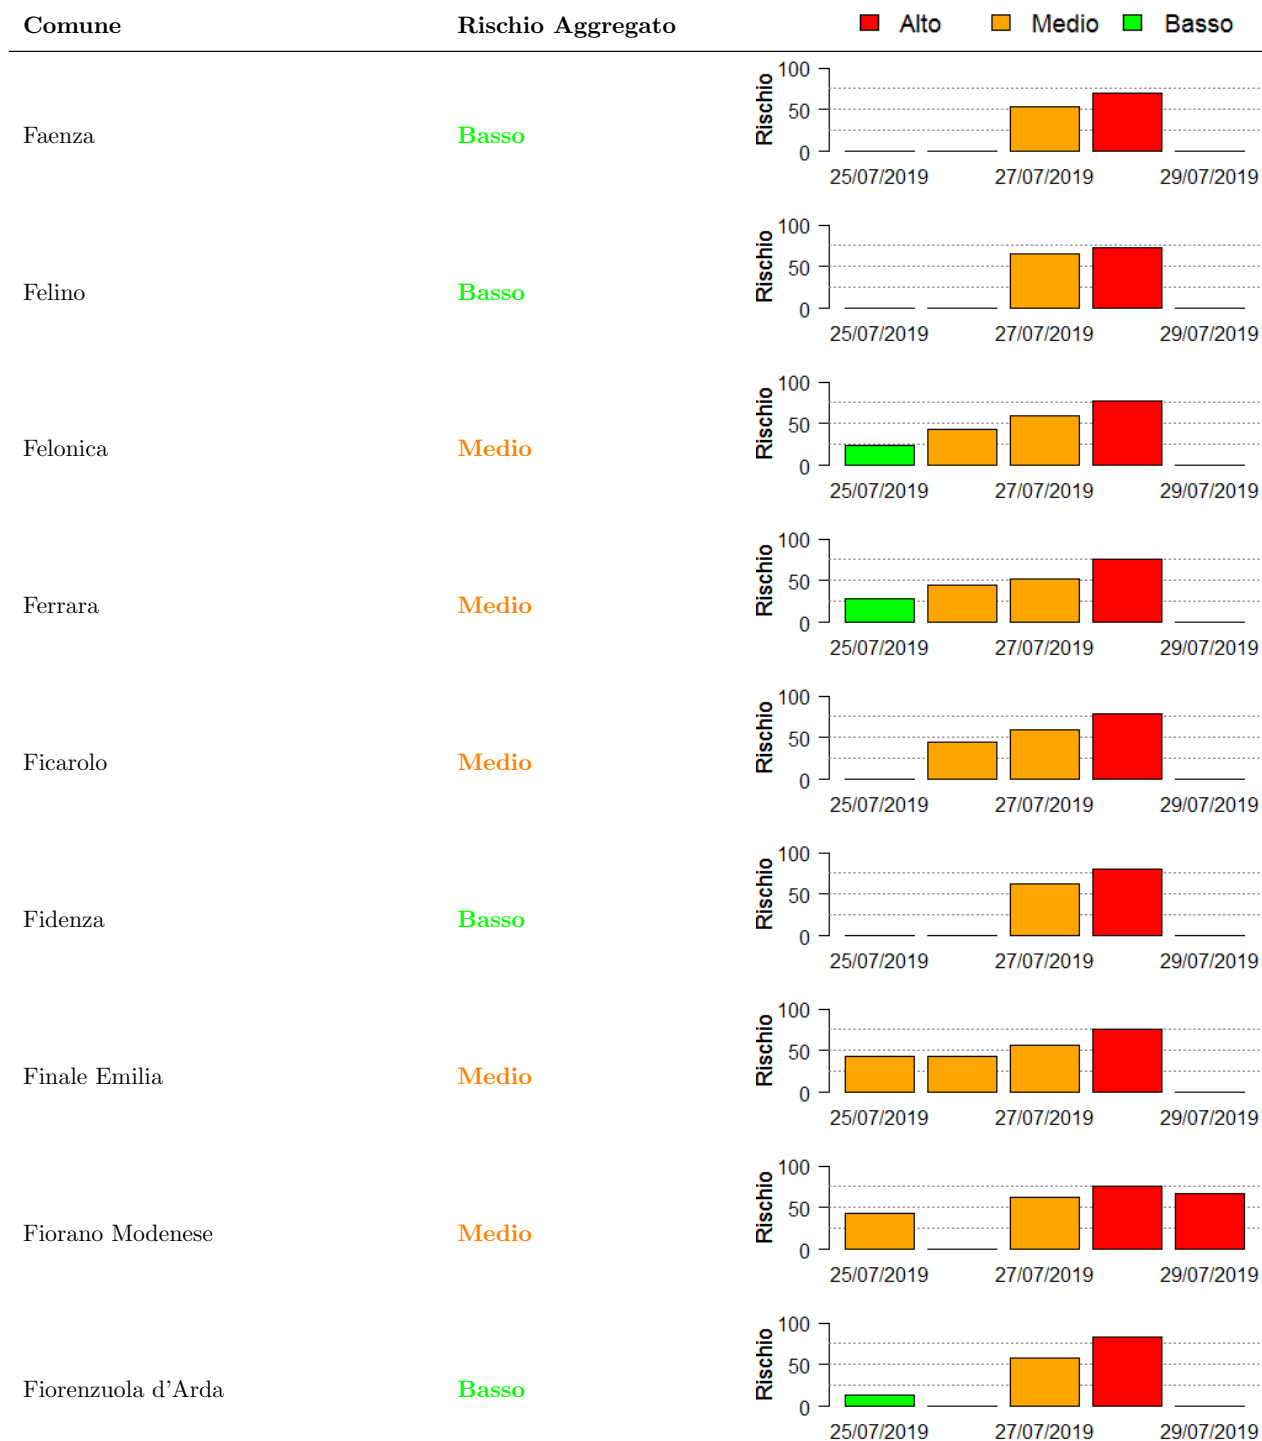 Comune Rischio Aggregato Alto Medio Basso
Faenza Basso Rischio 100 50 0
25/07/2019 27/07/2019 29/07/2019
Felino Basso Rischio 100 50 0
25/07/2019 27/07/2019 29/07/2019
Felonica Medio Rischio 100 50 0
25/07/2019 27/07/2019 29/07/2019
Ferrara Medio Rischio 100 50 0
25/07/2019 27/07/2019 29/07/2019
Ficarolo Medio Rischio 100 50 0
25/07/2019 27/07/2019 29/07/2019
Fidenza Basso Rischio 100 50 0
25/07/2019 27/07/2019 29/07/2019
Finale Emilia Medio Rischio 100 50 0
25/07/2019 27/07/2019 29/07/2019
Fiorano Modenese Medio Rischio 100 50 0
25/07/2019 27/07/2019 29/07/2019
Fiorenzuola d'Arda Basso Rischio 100 50 0
25/07/2019 27/07/2019 29/07/2019